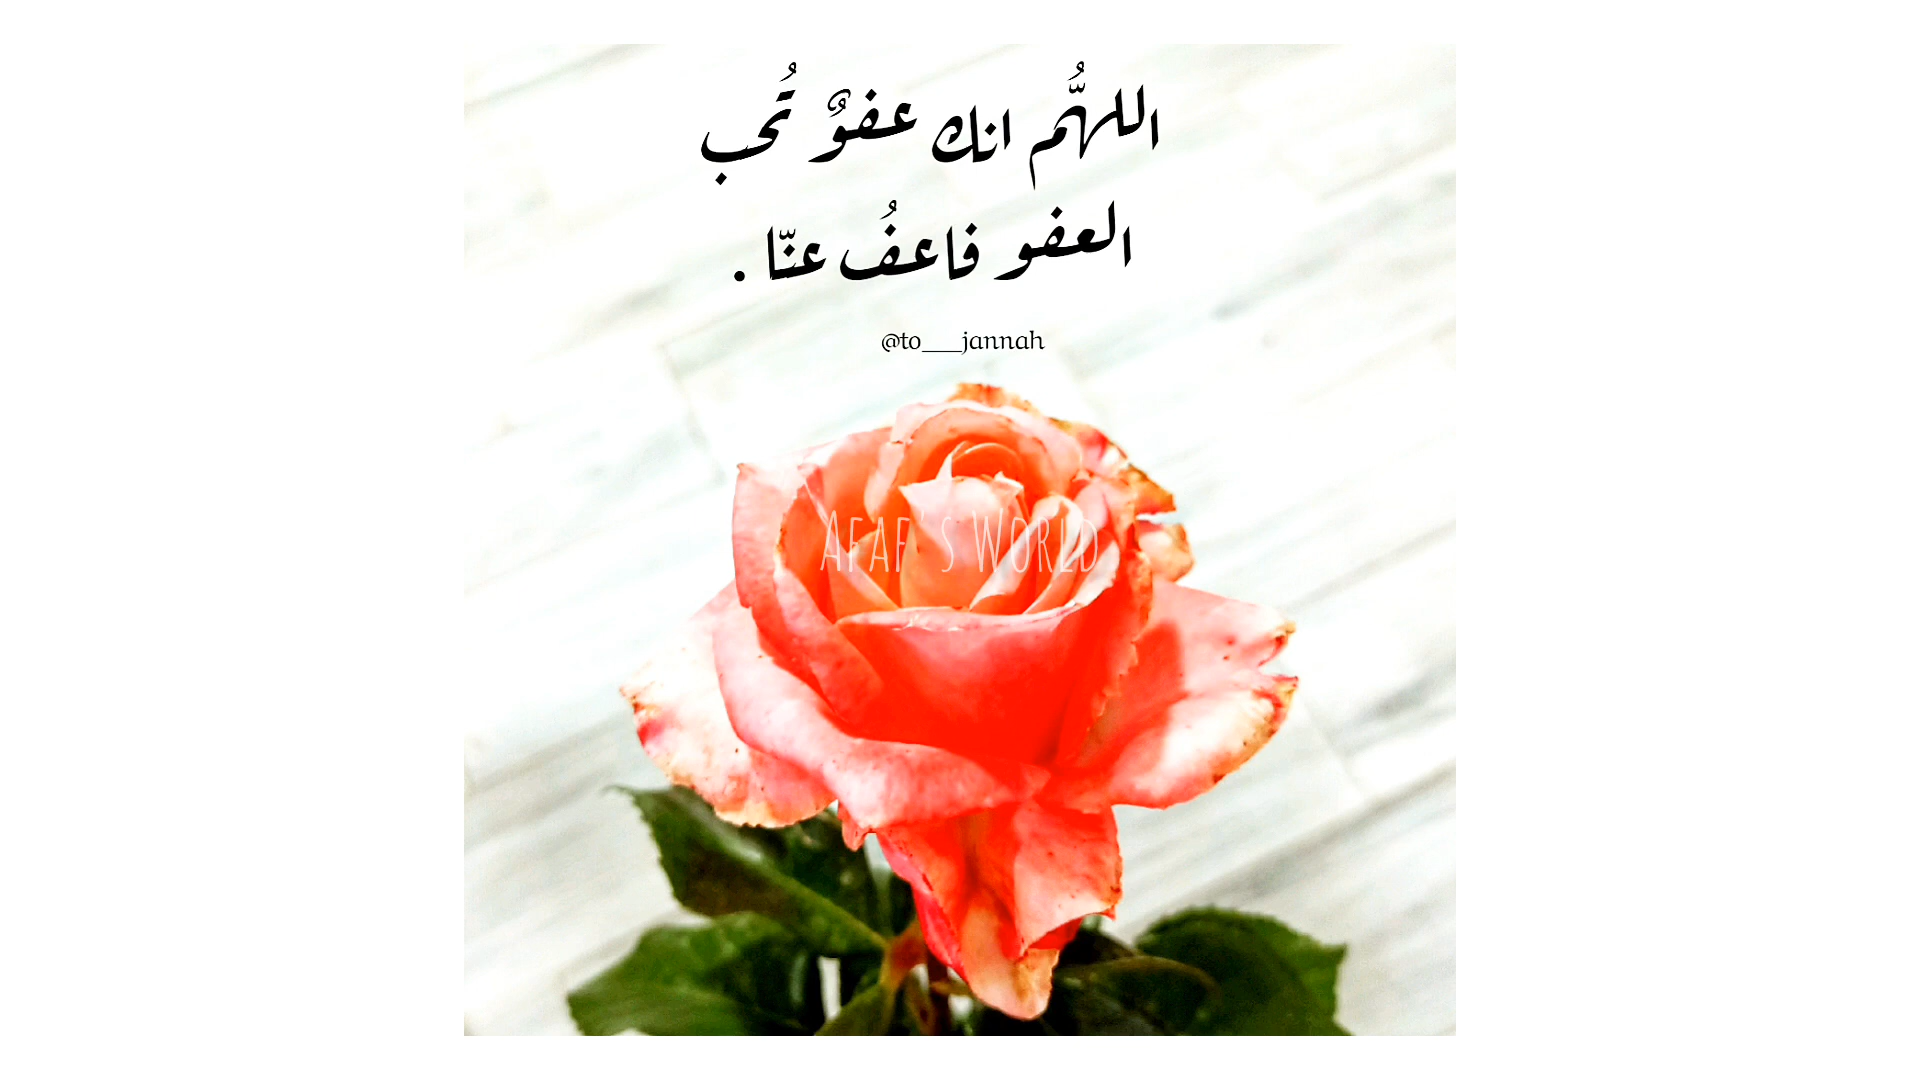 اللهُّم انك عفوٌ تُحب
العفو فاعفُ عنّا .
@to___jannah
Afaf's World